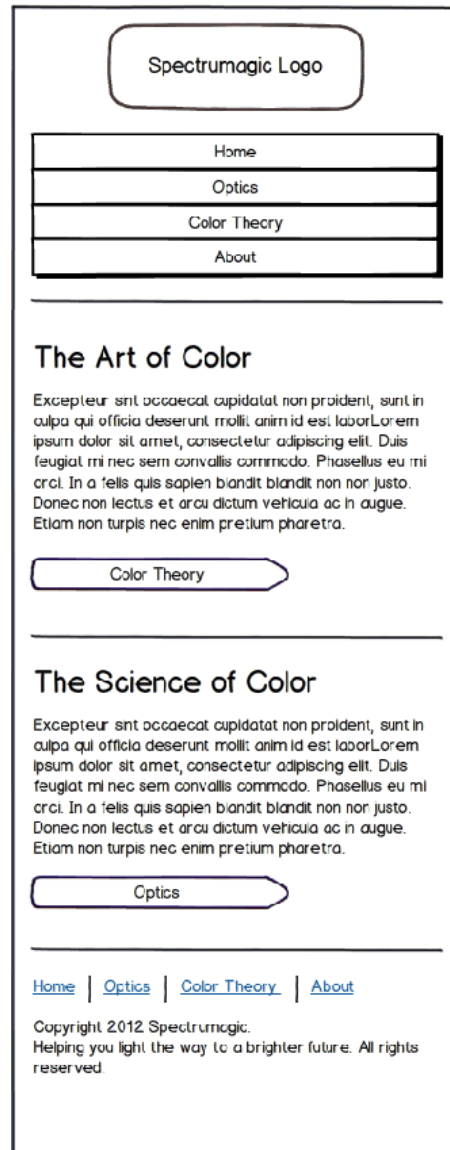 Spectrumagic Logo
Home
Optics
Color Theory
About
The Art of Color
Excepteur sint occaecat cupidatat non proident, sunt in
culpa qui officia deserunt mollit anim id est laborLorem
ipsum dolor sit amet, consectetur adipiscing elit. Duis
feugiat mi nec sem convallis commodo. Phasellus eu mi
orci. In a felis quis sapien blandit blandit non non justo.
Donec non lectus et arcu dictum vehicula ac in augue.
Etiam non turpis nec enim pretium pharetra.
Color Theory
The Science of Color
Excepteur sint occaecat cupidatat non proident, sunt in
culpa qui officia deserunt mollit anim id est laborLorem
ipsum dolor sit amet, consectetur adipiscing elit. Duis
feugiat mi nec sem convallis commodo. Phasellus eu mi
orci. In a felis quis sapien blandit blandit non non justo.
Donec non lectus et arcu dictum vehicula ac in augue.
Etiam non turpis nec enim pretium pharetra.
Optics
Home | Optics | Color Theory | About
Copyright 2012 Spectrumagic.
Helping you light the way to a brighter future. All rights
reserved.